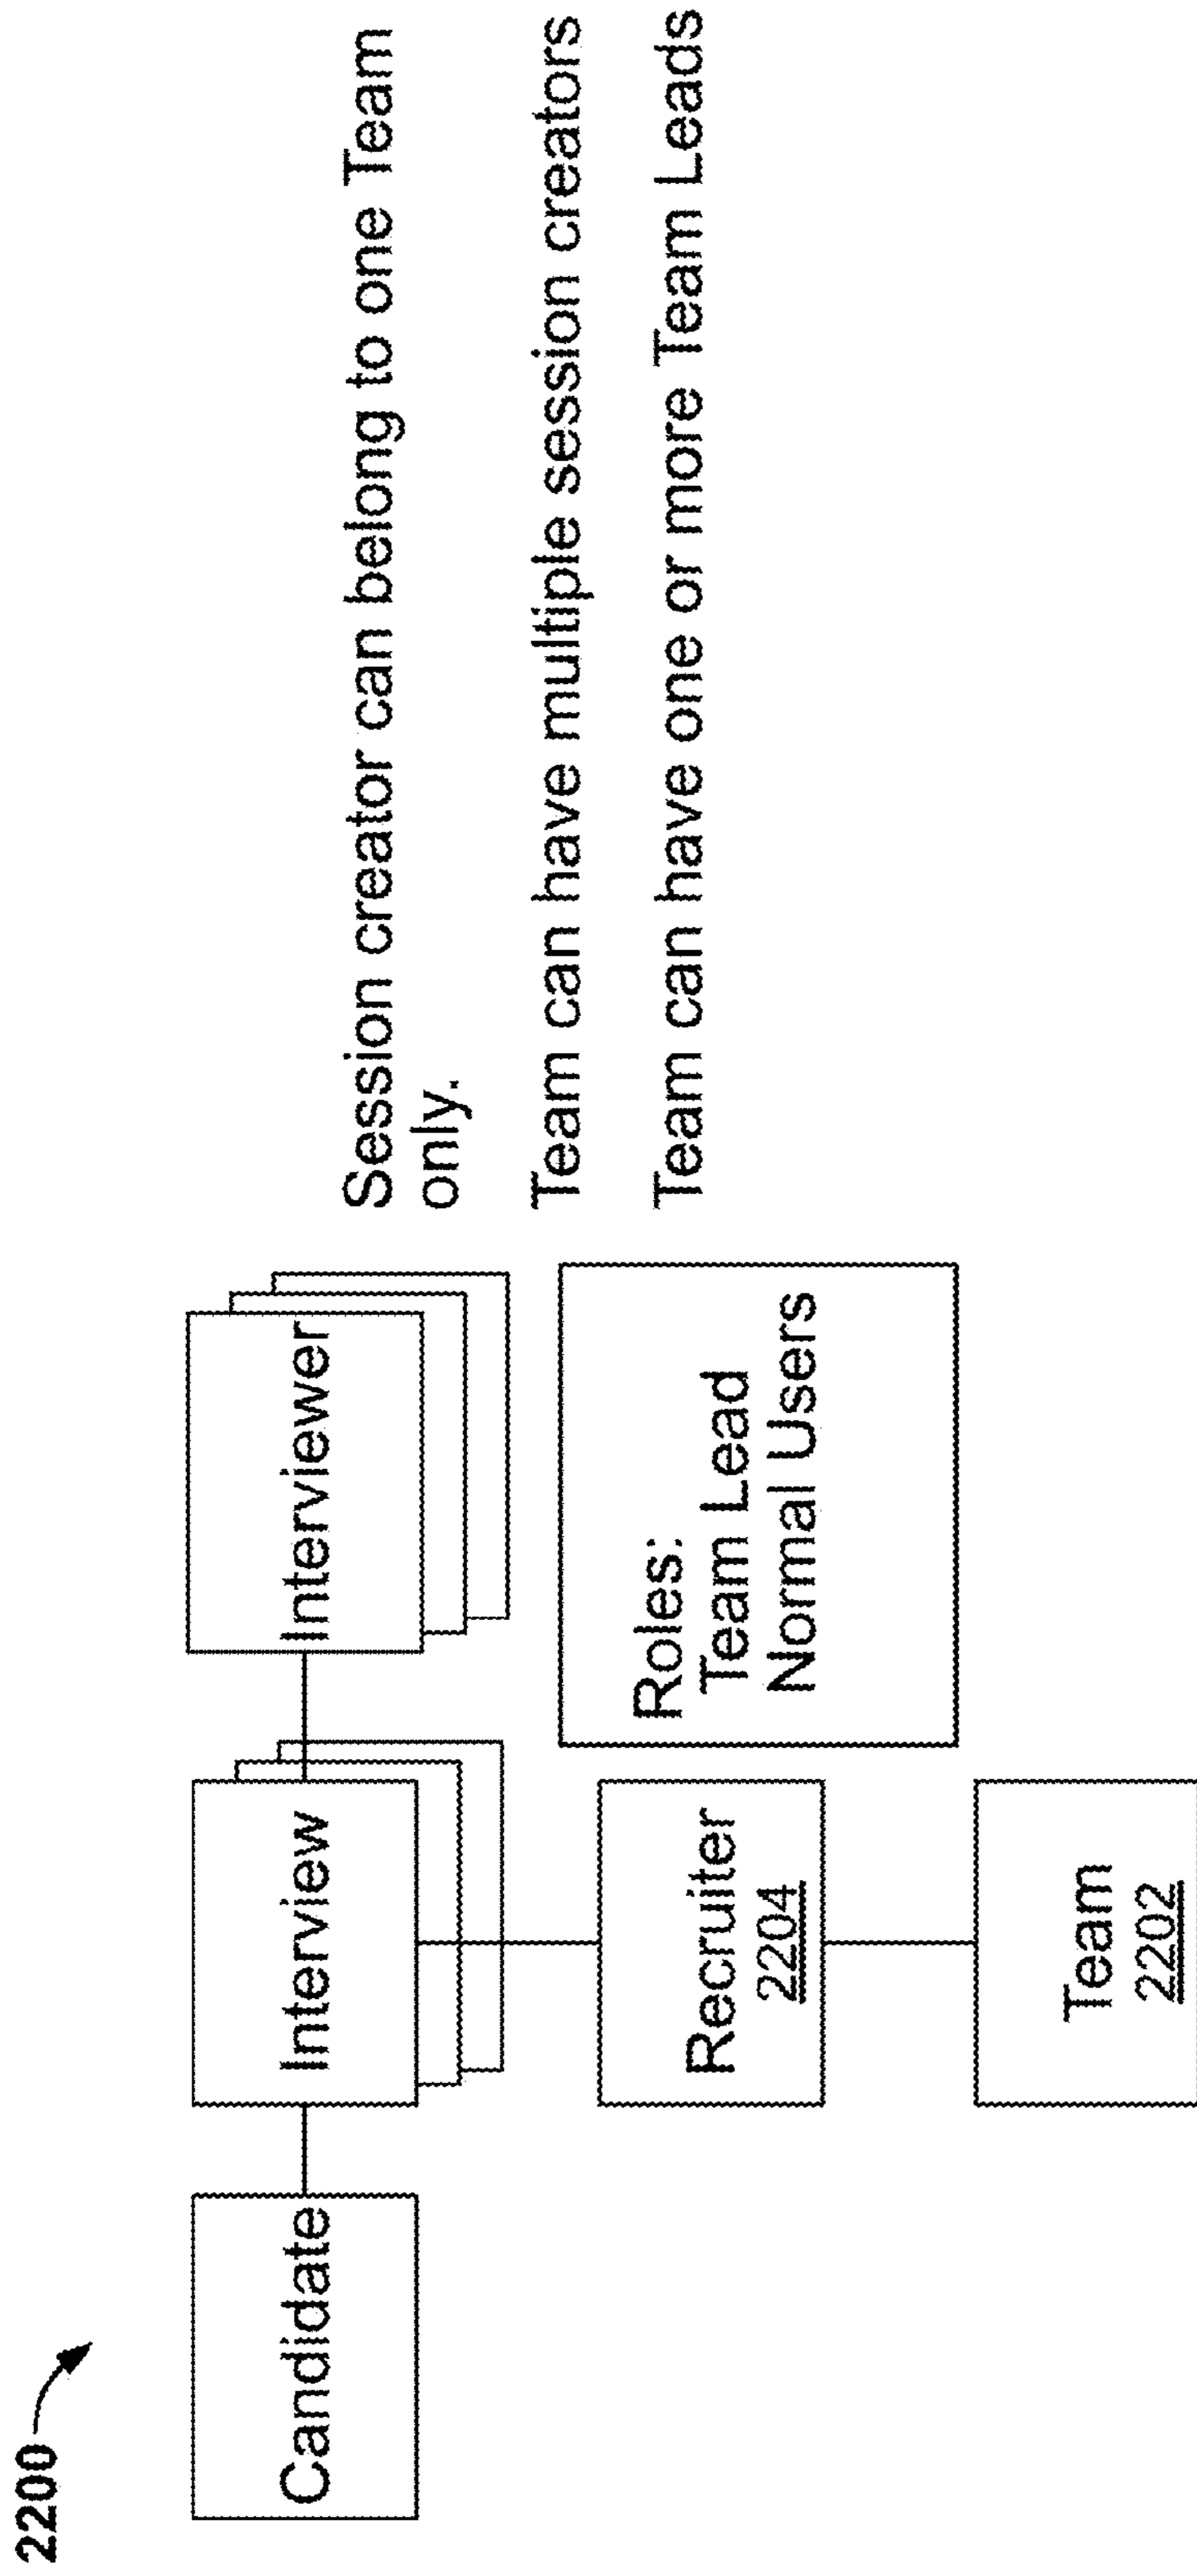 2200
Candidate
Interview
Interviewer
Recruiter
2204
Team
2202
Roles:
Team Lead
Normal Users
Session creator can belong to one Team
only.
Team can have multiple session creators
Team can have one or more Team Leads